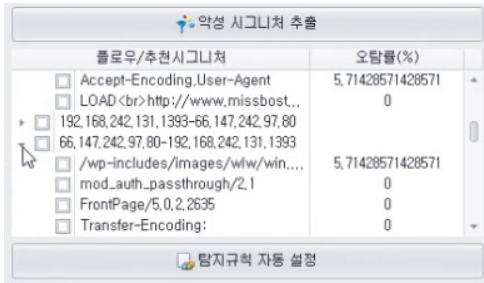 악성 시그니처 추출
플로우/추천시그니처 오탐률(%)
Accept-Encoding,User-Agent 5,71428571428571
LOAD<br>http://www,missbost,,, 0
192,168,242,131,1393-66,147,242,97,80
66,147,242,97,80-192,168,242,131,1393
/wp-includes/images/wlw/win,,,, 5,71428571428571
mod_auth_passthrough/2,1 0
FrontPage/5,0,2,2635 0
Transfer-Encoding: 0
탐지규칙 자동 설정